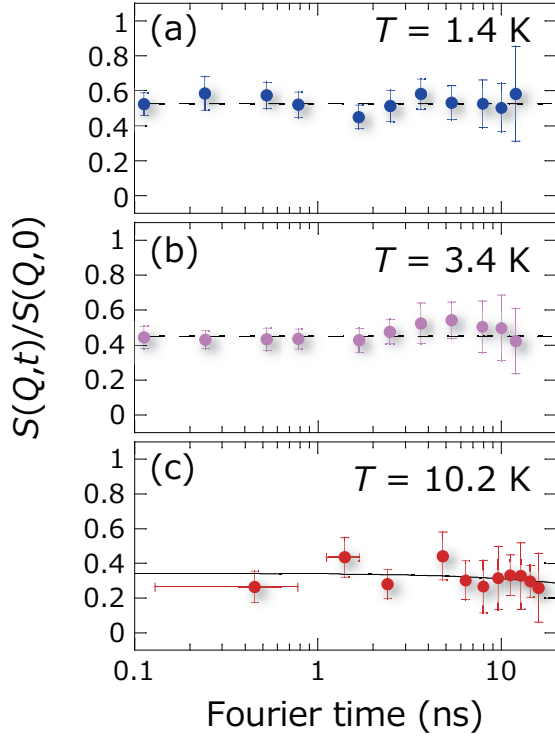 (a)
T = 1.4 K
1
0.8
0.6
0.4
0.2
0
(b)
T = 3.4 K
1
0.8
0.6
0.4
0.2
0
(c)
T = 10.2 K
1
0.8
0.6
0.4
0.2
0
S(Q,t)/S(Q,0)
0.1 1 10
Fourier time (ns)